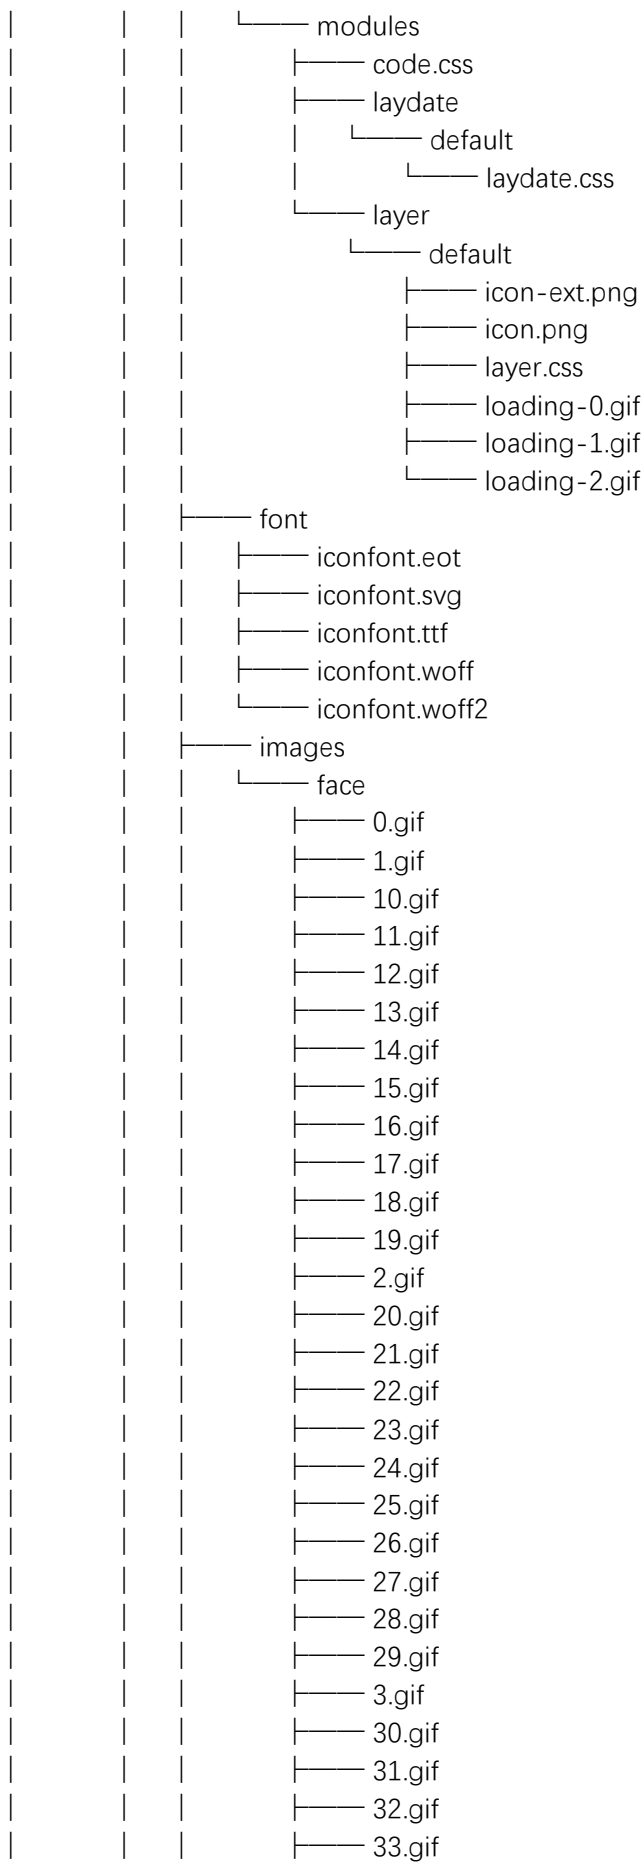 │ │ │ └── modules
│ │ │ ├── code.css
│ │ │ ├── laydate
│ │ │ │ └── default
│ │ │ │ └── laydate.css
│ │ │ └── layer
│ │ │ └── default
│ │ │ ├── icon-ext.png
│ │ │ ├── icon.png
│ │ │ ├── layer.css
│ │ │ ├── loading-0.gif
│ │ │ ├── loading-1.gif
│ │ │ └── loading-2.gif
│ │ ├── font
│ │ │ ├── iconfont.eot
│ │ │ ├── iconfont.svg
│ │ │ ├── iconfont.ttf
│ │ │ ├── iconfont.woff
│ │ │ └── iconfont.woff2
│ │ ├── images
│ │ │ └── face
│ │ │ ├── 0.gif
│ │ │ ├── 1.gif
│ │ │ ├── 10.gif
│ │ │ ├── 11.gif
│ │ │ ├── 12.gif
│ │ │ ├── 13.gif
│ │ │ ├── 14.gif
│ │ │ ├── 15.gif
│ │ │ ├── 16.gif
│ │ │ ├── 17.gif
│ │ │ ├── 18.gif
│ │ │ ├── 19.gif
│ │ │ ├── 2.gif
│ │ │ ├── 20.gif
│ │ │ ├── 21.gif
│ │ │ ├── 22.gif
│ │ │ ├── 23.gif
│ │ │ ├── 24.gif
│ │ │ ├── 25.gif
│ │ │ ├── 26.gif
│ │ │ ├── 27.gif
│ │ │ ├── 28.gif
│ │ │ ├── 29.gif
│ │ │ ├── 3.gif
│ │ │ ├── 30.gif
│ │ │ ├── 31.gif
│ │ │ ├── 32.gif
│ │ │ ├── 33.gif